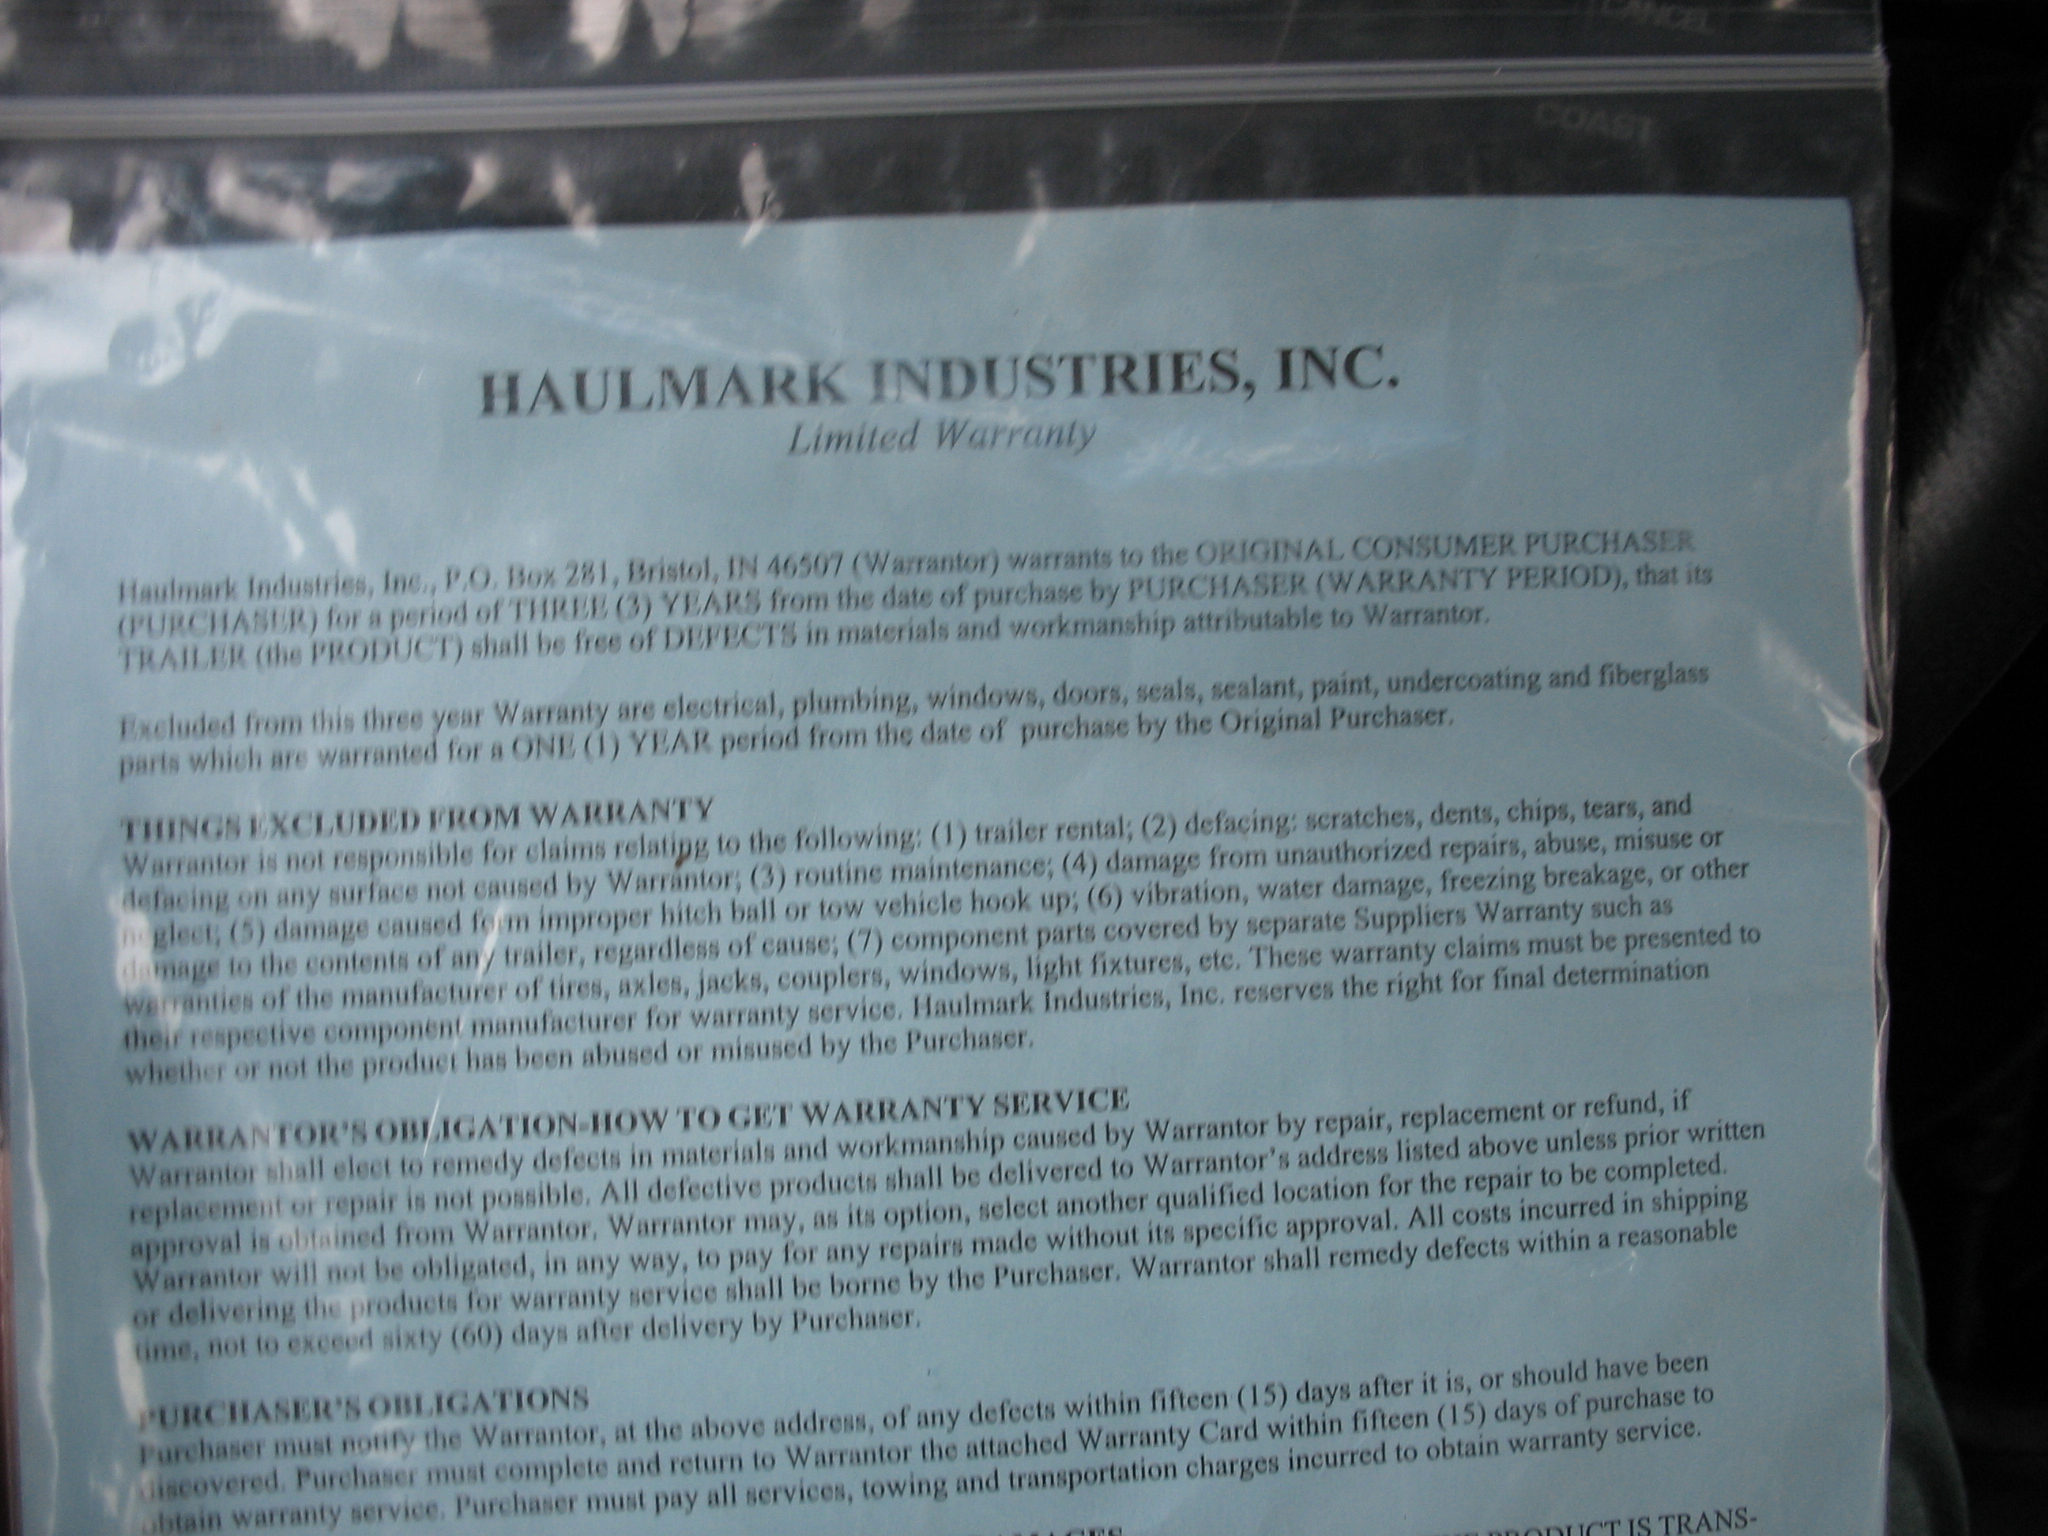 CANCEL
COAST
HAULMARK INDUSTRIES, INC.
Limited Warranty
Haulmark Industries, Inc., P.O. Box 281, Bristol, IN 46507 (Warrantor) warrants to the ORIGINAL CONSUMER PURCHASER
(PURCHASER) for a period of THREE (3) YEARS from the date of purchase by PURCHASER (WARRANTY PERIOD), that its
TRAILER (the PRODUCT) shall be free of DEFECTS in materials and workmanship attributable to Warrantor.
Excluded from this three year Warranty are electrical, plumbing, windows, doors, seals, sealant, paint, undercoating and fiberglass
parts which are warranted for a ONE (1) YEAR period from the date of purchase by the Original Purchaser.
THINGS EXCLUDED FROM WARRANTY
Warrantor is not responsible for claims relating to the following: (1) trailer rental; (2) defacing: scratches, dents, chips, tears, and
defacing on any surface not caused by Warrantor; (3) routine maintenance; (4) damage from unauthorized repairs, abuse, misuse or
neglect; (5) damage caused form improper hitch ball or tow vehicle hook up; (6) vibration, water damage, freezing breakage, or other
damage to the contents of any trailer, regardless of cause; (7) component parts covered by separate Suppliers Warranty such as
warranties of the manufacturer of tires, axles, jacks, couplers, windows, light fixtures, etc. These warranty claims must be presented to
their respective component manufacturer for warranty service. Haulmark Industries, Inc. reserves the right for final determination
whether or not the product has been abused or misused by the Purchaser.
WARRANTOR'S OBLIGATION-HOW TO GET WARRANTY SERVICE
Warrantor shall elect to remedy defects in materials and workmanship caused by Warrantor by repair, replacement or refund, if
replacement or repair is not possible. All defective products shall be delivered to Warrantor's address listed above unless prior written
approval is obtained from Warrantor. Warrantor may, as its option, select another qualified location for the repair to be completed.
Warrantor will not be obligated, in any way, to pay for any repairs made without its specific approval. All costs incurred in shipping
or delivering the products for warranty service shall be borne by the Purchaser. Warrantor shall remedy defects within a reasonable
time, not to exceed sixty (60) days after delivery by Purchaser.
PURCHASER'S OBLIGATIONS
Purchaser must notify the Warrantor, at the above address, of any defects within fifteen (15) days after it is, or should have been
discovered. Purchaser must complete and return to Warrantor the attached Warranty Card within fifteen (15) days of purchase to
obtain warranty service. Purchaser must pay all services, towing and transportation charges incurred to obtain warranty service.
PRODUCT IS TRANS-